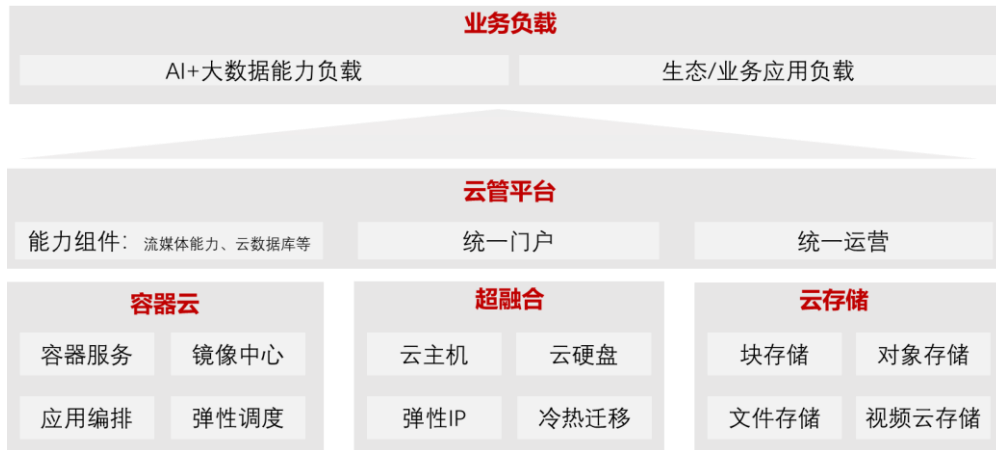 业务负载
AI+大数据能力负载 生态/业务应用负载
云管平台
能力组件：流媒体能力、云数据库等 统一门户 统一运营
容器云 超融合 云存储
容器服务 镜像中心 云主机 云硬盘 块存储 对象存储
应用编排 弹性调度 弹性IP 冷热迁移 文件存储 视频云存储